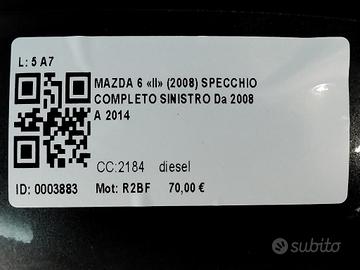 L: 5 A7
MAZDA 6 «II» (2008) SPECCHIO
COMPLETO SINISTRO Da 2008
A 2014
CC:2184 diesel
ID: 0003883 Mot: R2BF 70,00 €
subito